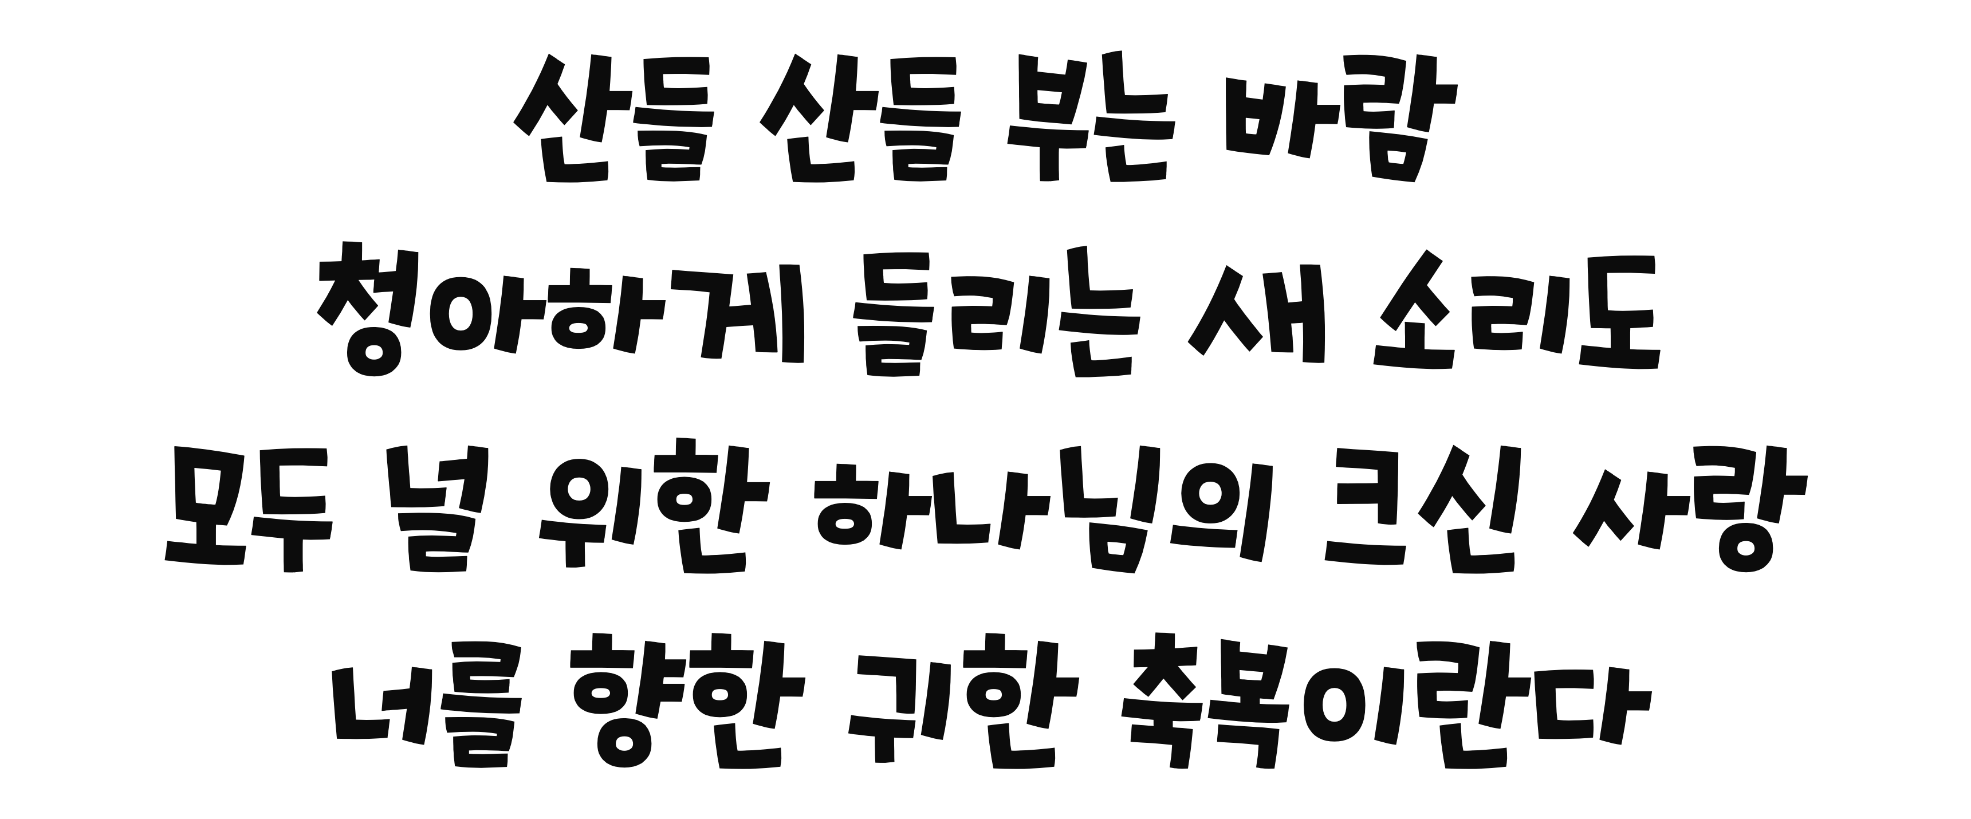 산들 산들 부는 바람
청아하게 들리는 새 소리도
모두 널 위한 하나님의 크신 사랑
너를 향한 귀한 축복이란다